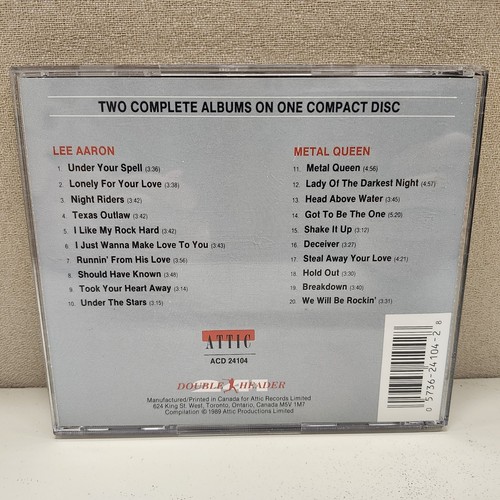 TWO COMPLETE ALBUMS ON ONE COMPACT DISC
LEE AARON
1. Under Your Spell (3:36)
2. Lonely For Your Love (3:38)
3. Night Riders (3:42)
4. Texas Outlaw (3:42)
5. I Like My Rock Hard (3:42)
6. I Just Wanna Make Love To You (3:43)
7. Runnin' From His Love (3:56)
8. Should Have Known (3:46)
9. Took Your Heart Away (3:14)
10. Under The Stars (3:15)
METAL QUEEN
11. Metal Queen (4:56)
12. Lady Of The Darkest Night (4:57)
13. Head Above Water (3:45)
14. Got To Be The One (5:20)
15. Shake It Up (3:12)
16. Deceiver (3:27)
17. Steal Away Your Love (4:21)
18. Hold Out (3:30)
19. Breakdown (3:40)
20. We Will Be Rockin' (3:31)
ATTIC
ACD 24104
DOUBLE HEADER
Manufactured/Printed in Canada for Attic Records Limited
624 King St. West, Toronto, Ontario, Canada M5V 1M7
Compilation © 1989 Attic Productions Limited
0 5736-24104-2 8